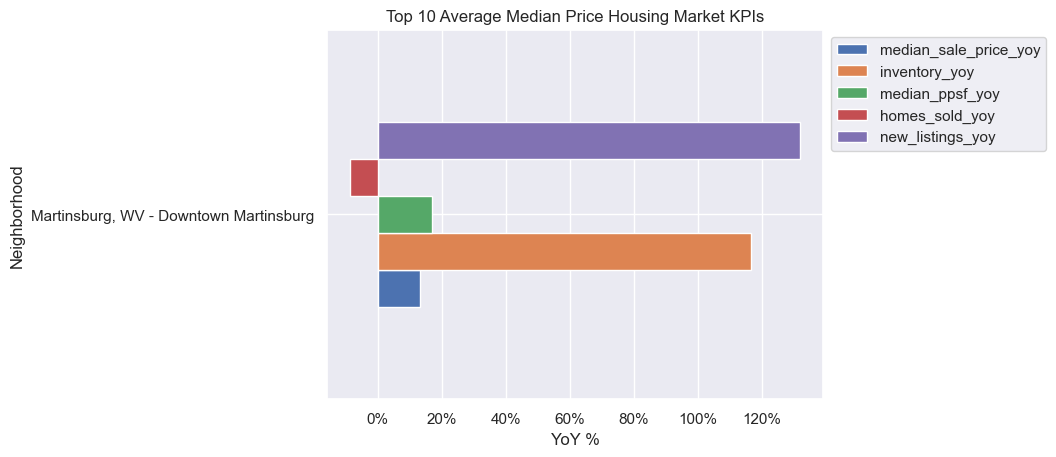 Top 10 Average Median Price Housing Market KPIs
median_sale_price_yoy
inventory_yoy
median_ppsf_yoy
homes_sold_yoy
new_listings_yoy
Neighborhood
Martinsburg, WV - Downtown Martinsburg
0%
20%
40%
60%
80%
100%
120%
YoY %